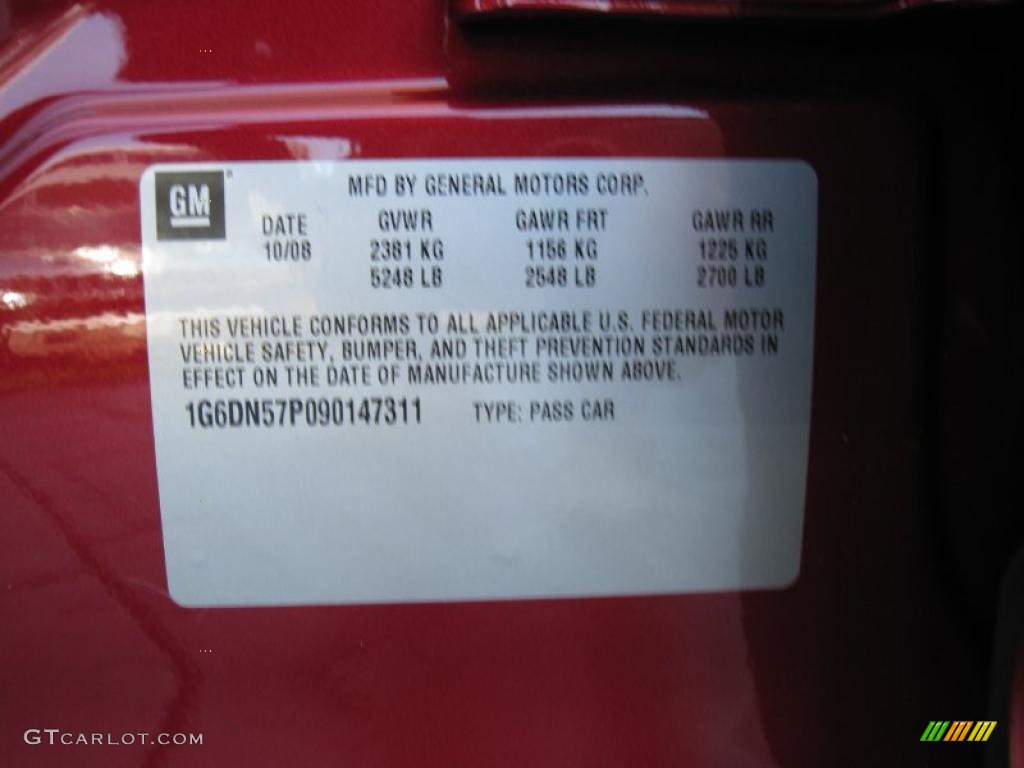 GM
MFD BY GENERAL MOTORS CORP.
DATE GVWR GAWR FRT GAWR RR
10/08 2381 KG 1156 KG 1225 KG
5248 LB 2548 LB 2700 LB
THIS VEHICLE CONFORMS TO ALL APPLICABLE U.S. FEDERAL MOTOR
VEHICLE SAFETY, BUMPER, AND THEFT PREVENTION STANDARDS IN
EFFECT ON THE DATE OF MANUFACTURE SHOWN ABOVE.
1G6DN57P090147311 TYPE: PASS CAR
GTCARLOT.COM